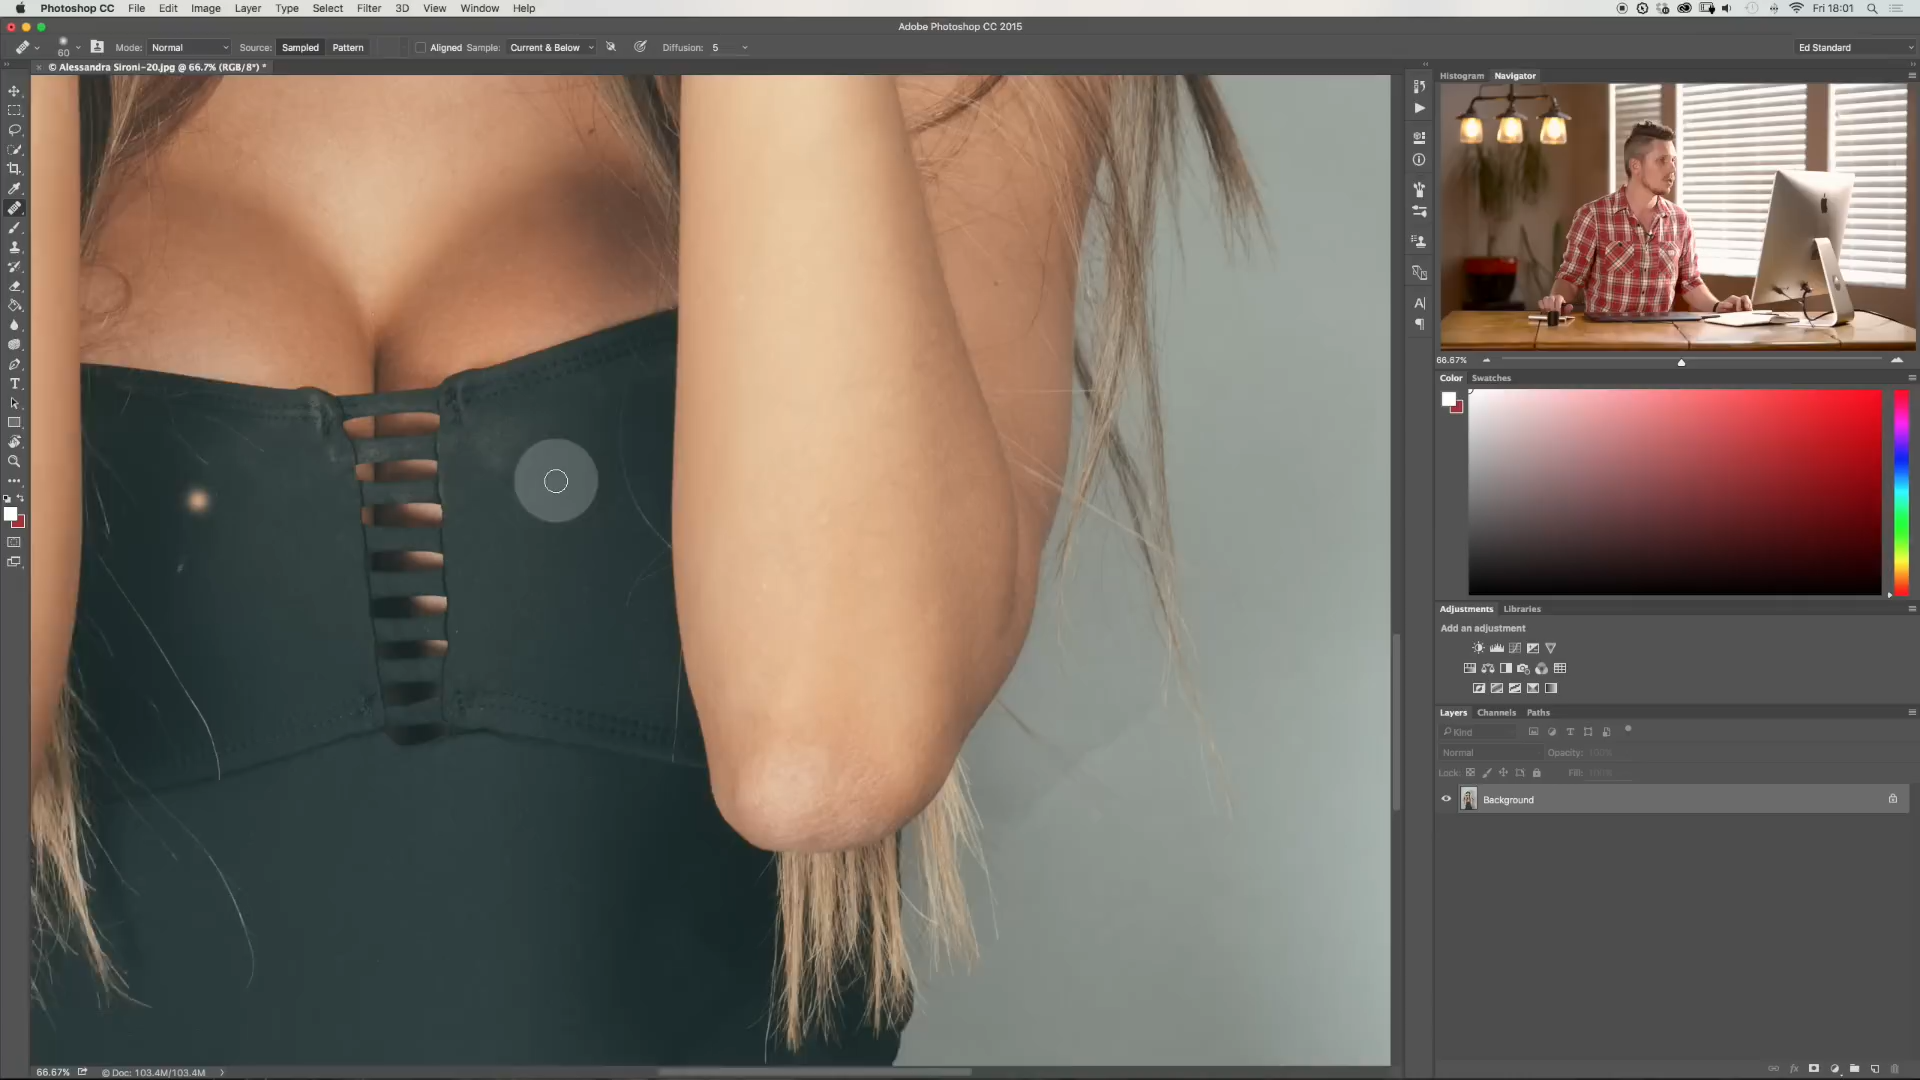 Photoshop CC File Edit Image Layer Type Select Filter 3D View Window Help Fri 18:01
Adobe Photoshop CC 2015
60 Mode: Normal Source: Sampled Pattern Aligned Sample: Current & Below Diffusion: 5 Ed Standard
× © Alessandra Sironi-20.jpg @ 66.7% (RGB/8*) *
Histogram Navigator
66.67%
Color Swatches
Adjustments Libraries
Add an adjustment
Layers Channels Paths
Kind
Normal Opacity: 100%
Lock: Fill: 100%
Background
66.67% Doc: 103.4M/103.4M